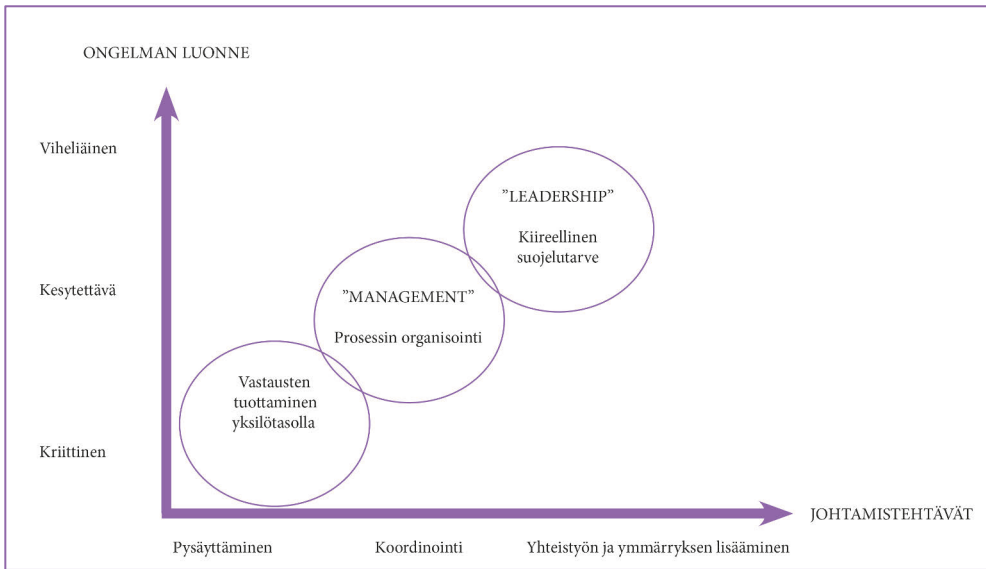 ONGELMAN LUONNE
Viheliäinen
”LEADERSHIP”
Kiireellinen
suojelutarve
Kesytettävä
”MANAGEMENT”
Prosessin organisointi
Vastausten
tuottaminen
yksilötasolla
Kriittinen
JOHTAMISTEHTÄVÄT
Pysäyttäminen
Koordinointi
Yhteistyön ja ymmärryksen lisääminen